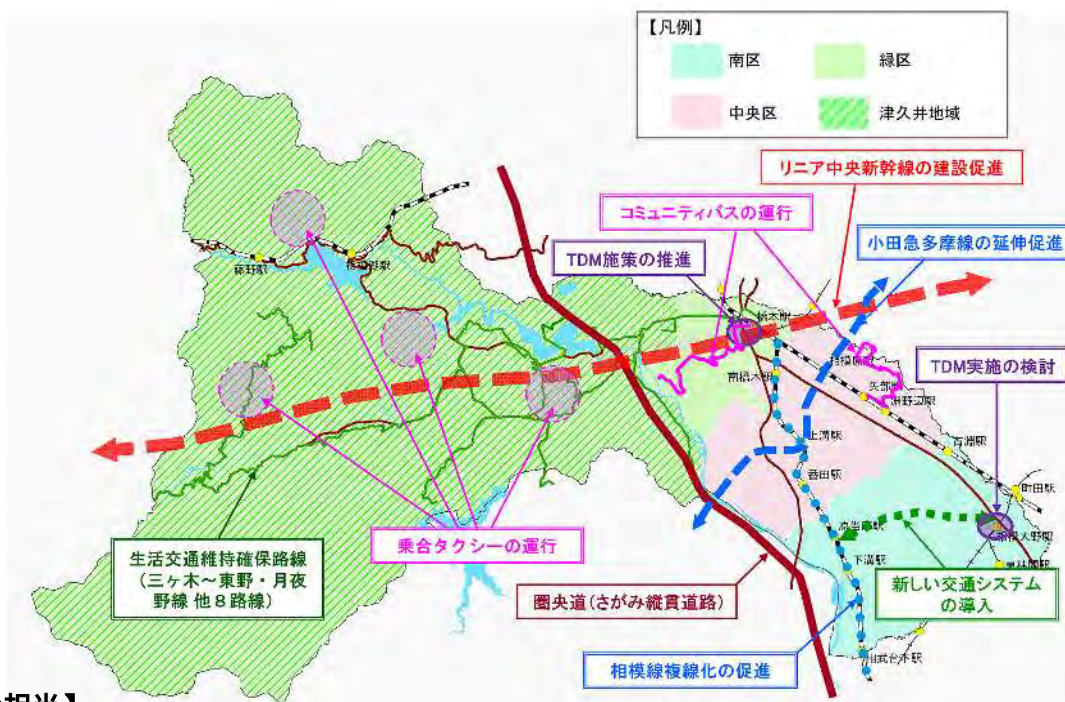 【凡例】
南区
緑区
中央区
津久井地域
リニア中央新幹線の建設促進
コミュニティバスの運行
小田急多摩線の延伸促進
TDM施策の推進
藤野駅
橋本駅
相模原駅
TDM実施の検討
南橋本駅
矢部駅
淵野辺駅
上溝駅
古淵駅
番田駅
町田駅
原当麻駅
相模大野駅
生活交通維持確保路線
（三ヶ木～東野・月夜
野線 他８路線）
乗合タクシーの運行
下溝駅
東林間駅
圏央道（さがみ縦貫道路）
新しい交通システム
の導入
相模線複線化の促進
相武台下駅